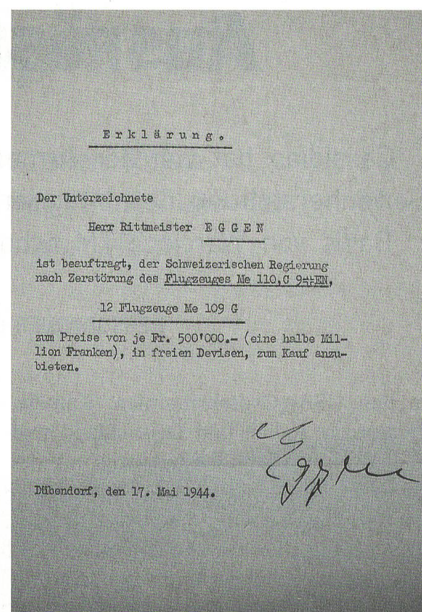 Erklärung.
Der Unterzeichnete
Herr Rittmeister EGGEN
ist beauftragt, der Schweizerischen Regierung
nach Zerstörung des Flugzeuges Me 110,C 9+EN,
12 Flugzeuge Me 109 G
zum Preise von je Fr. 500'000.- (eine halbe Mil-
lion Franken), in freien Devisen, zum Kauf anzu-
bieten.
Eggen
Dübendorf, den 17. Mai 1944.